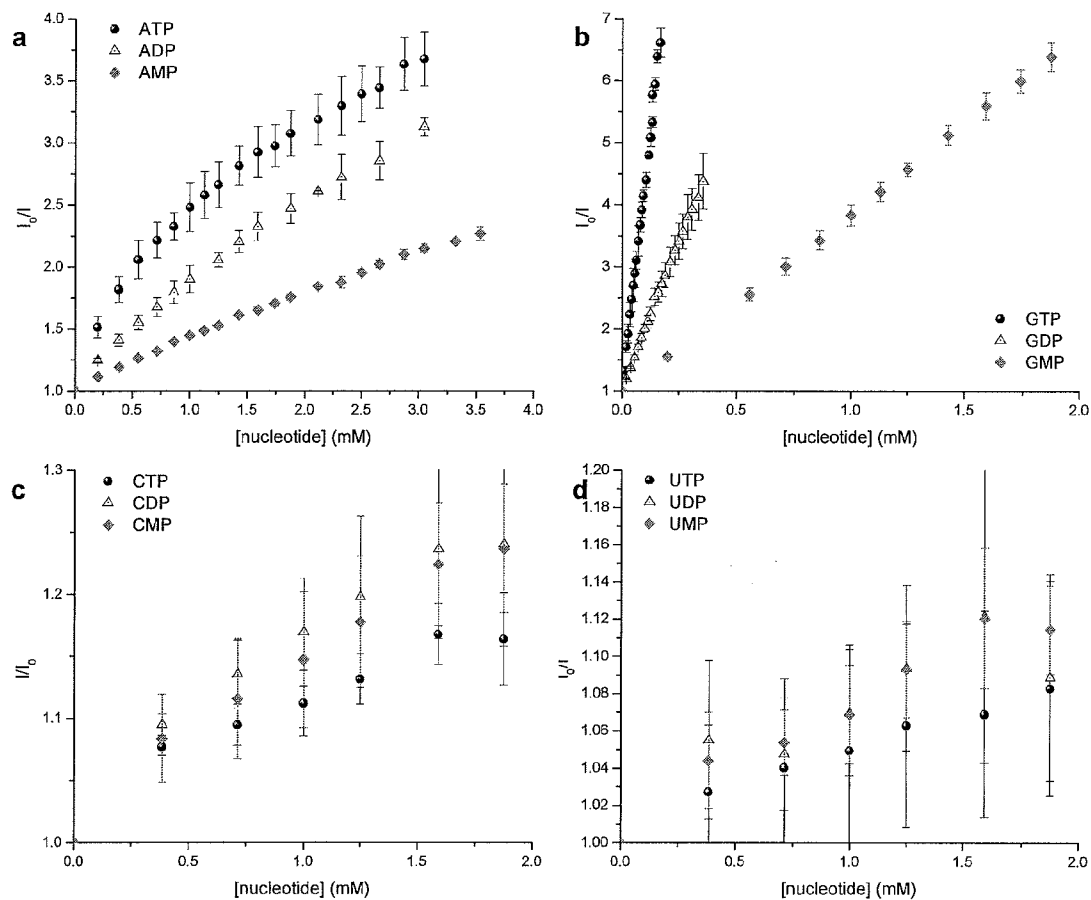 a
ATP
ADP
AMP
4.0
3.5
3.0
2.5
2.0
1.5
1.0
I0/I
0.0 0.5 1.0 1.5 2.0 2.5 3.0 3.5 4.0
[nucleotide] (mM)
b
7
6
5
4
3
2
1
I0/I
GTP
GDP
GMP
0.0 0.5 1.0 1.5 2.0
[nucleotide] (mM)
c
CTP
CDP
CMP
1.3
1.2
1.1
1.0
I/I0
0.0 0.5 1.0 1.5 2.0
[nucleotide] (mM)
d
UTP
UDP
UMP
1.20
1.18
1.16
1.14
1.12
1.10
1.08
1.06
1.04
1.02
1.00
I0/I
0.0 0.5 1.0 1.5 2.0
[nucleotide] (mM)